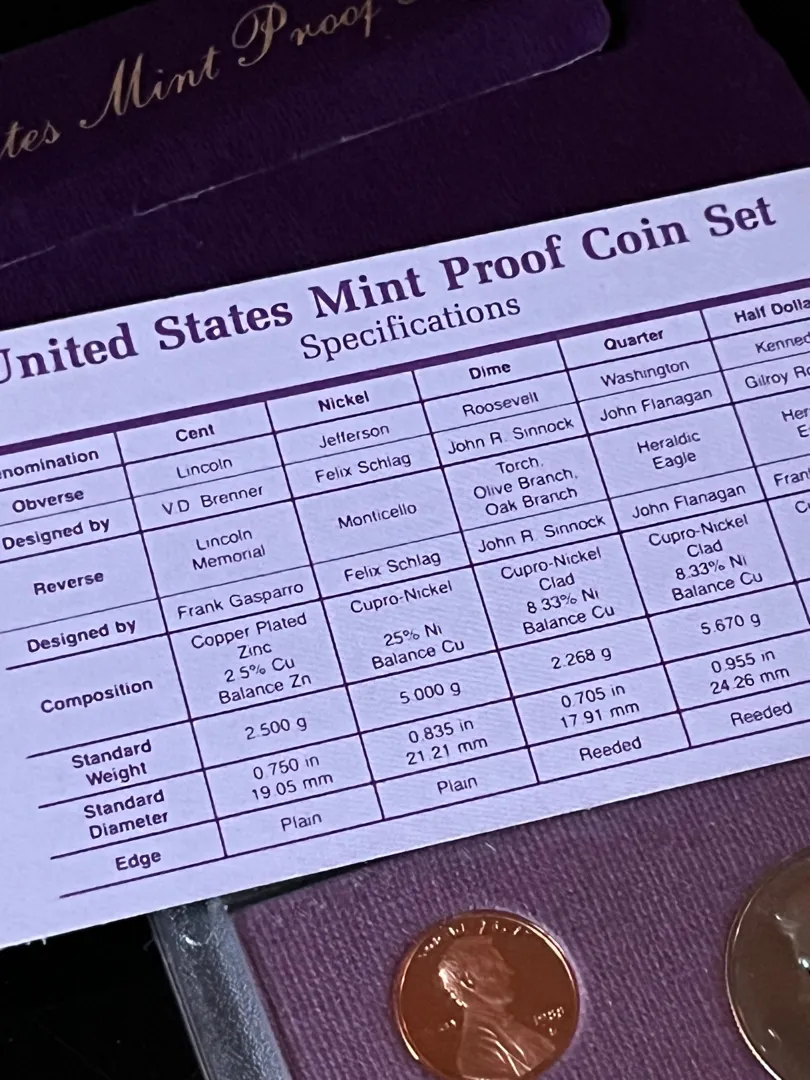 tes Mint Proof
United States Mint Proof Coin Set
Specifications
nomination Cent Nickel Dime Quarter Half Dolla
Obverse Lincoln Jefferson Roosevelt Washington Kenned
Designed by V.D. Brenner Felix Schlag John R. Sinnock John Flanagan Gilroy Ro
Reverse Lincoln Memorial Monticello Torch, Olive Branch, Oak Branch Heraldic Eagle Her E
Designed by Frank Gasparro Felix Schlag John R. Sinnock John Flanagan Fran
Composition Copper Plated Zinc 2.5% Cu Balance Zn Cupro-Nickel 25% Ni Balance Cu Cupro-Nickel Clad 8.33% Ni Balance Cu Cupro-Nickel Clad 8.33% Ni Balance Cu C
Standard Weight 2.500 g 5.000 g 2.268 g 5.670 g
Standard Diameter 0.750 in 19.05 mm 0.835 in 21.21 mm 0.705 in 17.91 mm 0.955 in 24.26 mm
Edge Plain Plain Reeded Reeded